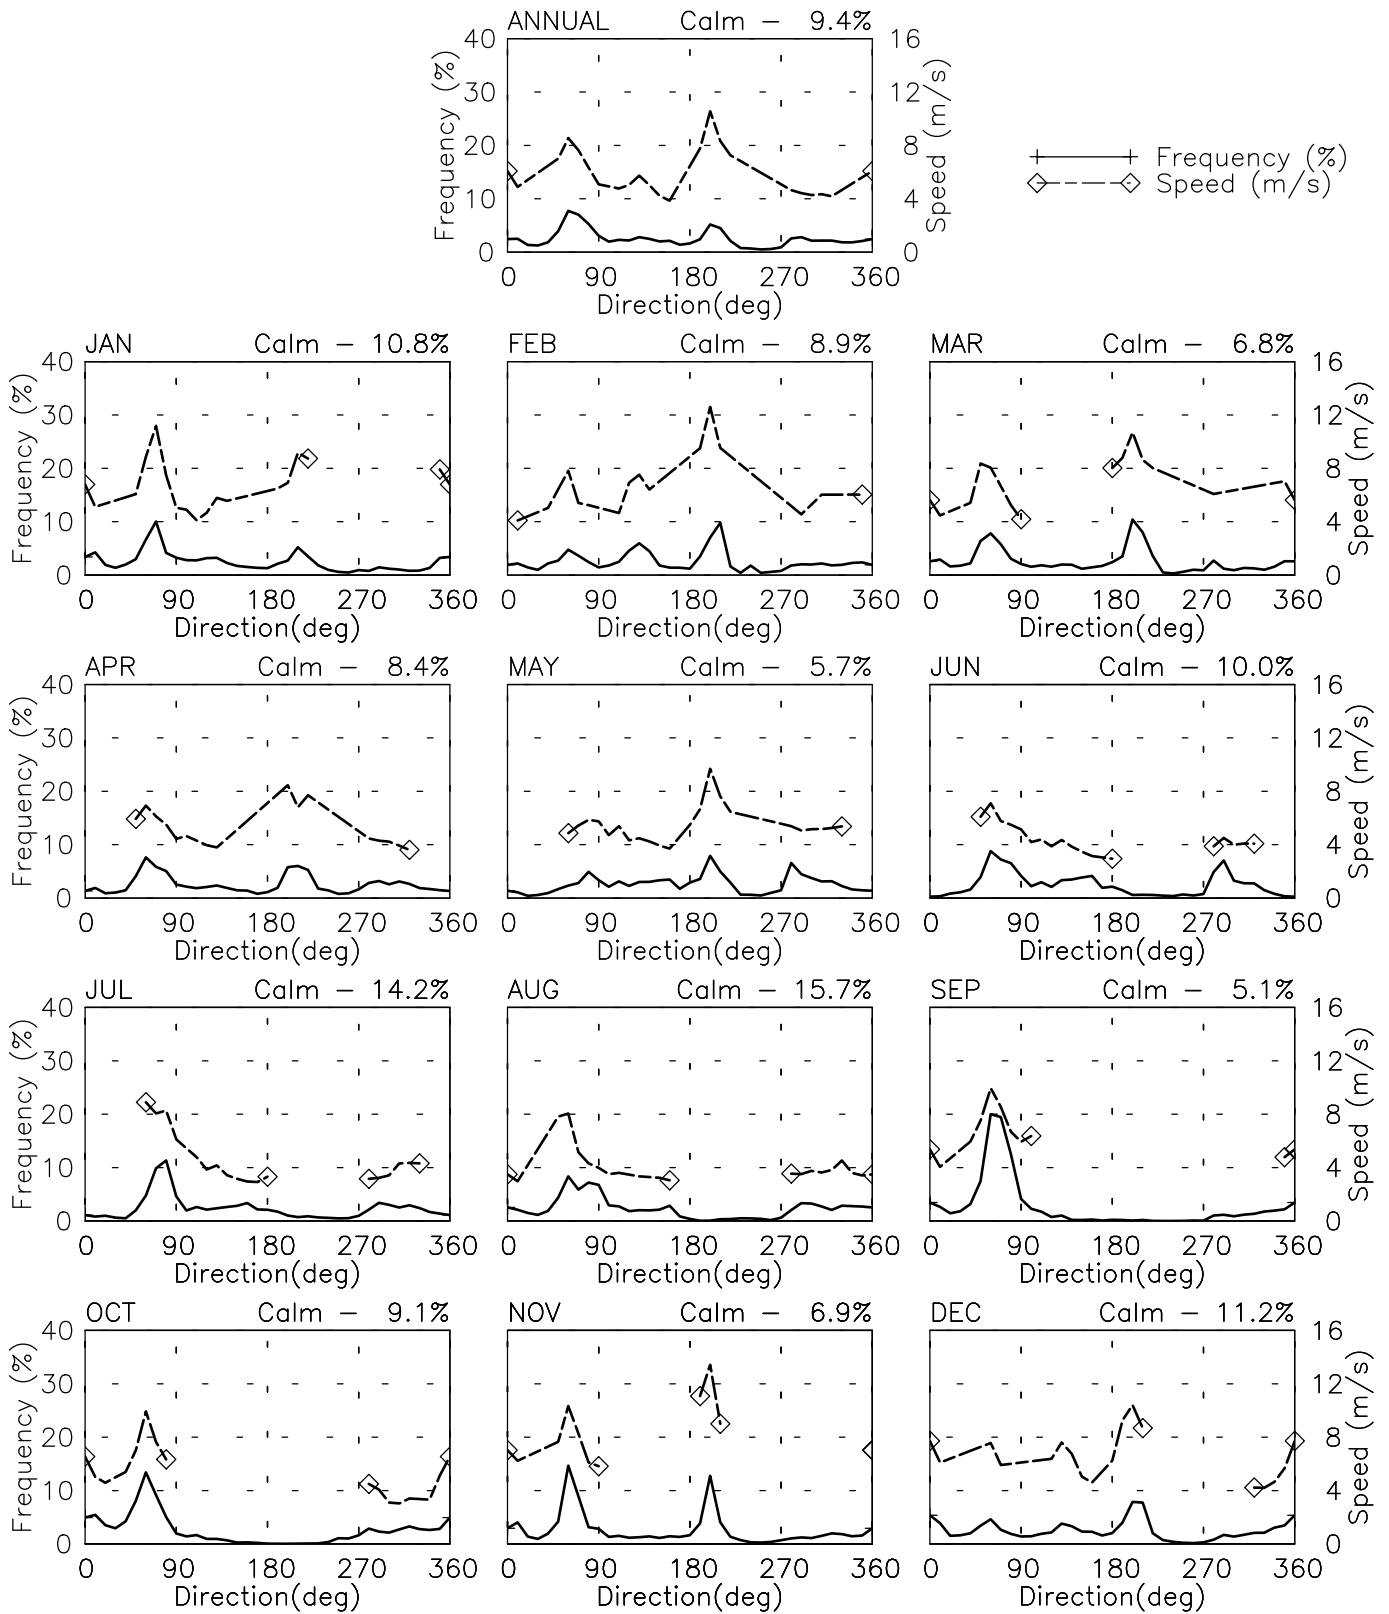 ANNUAL Calm - 9.4%
40 16
30 12
20 8
10 4
0 0
Frequency (%)
Speed (m/s)
0 90 180 270 360
Direction(deg)
Frequency (%)
Speed (m/s)
JAN Calm - 10.8% FEB Calm - 8.9% MAR Calm - 6.8%
40 16
30 12
20 8
10 4
0 0
Frequency (%)
Speed (m/s)
0 90 180 270 360 0 90 180 270 360 0 90 180 270 360
Direction(deg) Direction(deg) Direction(deg)
APR Calm - 8.4% MAY Calm - 5.7% JUN Calm - 10.0%
40 16
30 12
20 8
10 4
0 0
Frequency (%)
Speed (m/s)
0 90 180 270 360 0 90 180 270 360 0 90 180 270 360
Direction(deg) Direction(deg) Direction(deg)
JUL Calm - 14.2% AUG Calm - 15.7% SEP Calm - 5.1%
40 16
30 12
20 8
10 4
0 0
Frequency (%)
Speed (m/s)
0 90 180 270 360 0 90 180 270 360 0 90 180 270 360
Direction(deg) Direction(deg) Direction(deg)
OCT Calm - 9.1% NOV Calm - 6.9% DEC Calm - 11.2%
40 16
30 12
20 8
10 4
0 0
Frequency (%)
Speed (m/s)
0 90 180 270 360 0 90 180 270 360 0 90 180 270 360
Direction(deg) Direction(deg) Direction(deg)